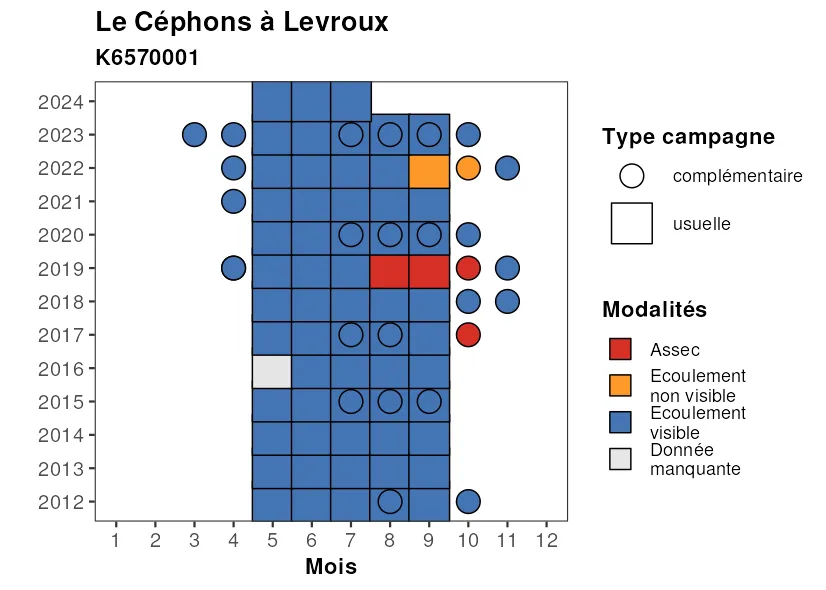 Le Céphons à Levroux
K6570001
2024
2023
2022
2021
2020
2019
2018
2017
2016
2015
2014
2013
2012
1 2 3 4 5 6 7 8 9 10 11 12
Mois
Type campagne
complémentaire
usuelle
Modalités
Assec
Ecoulement
non visible
Ecoulement
visible
Donnée
manquante